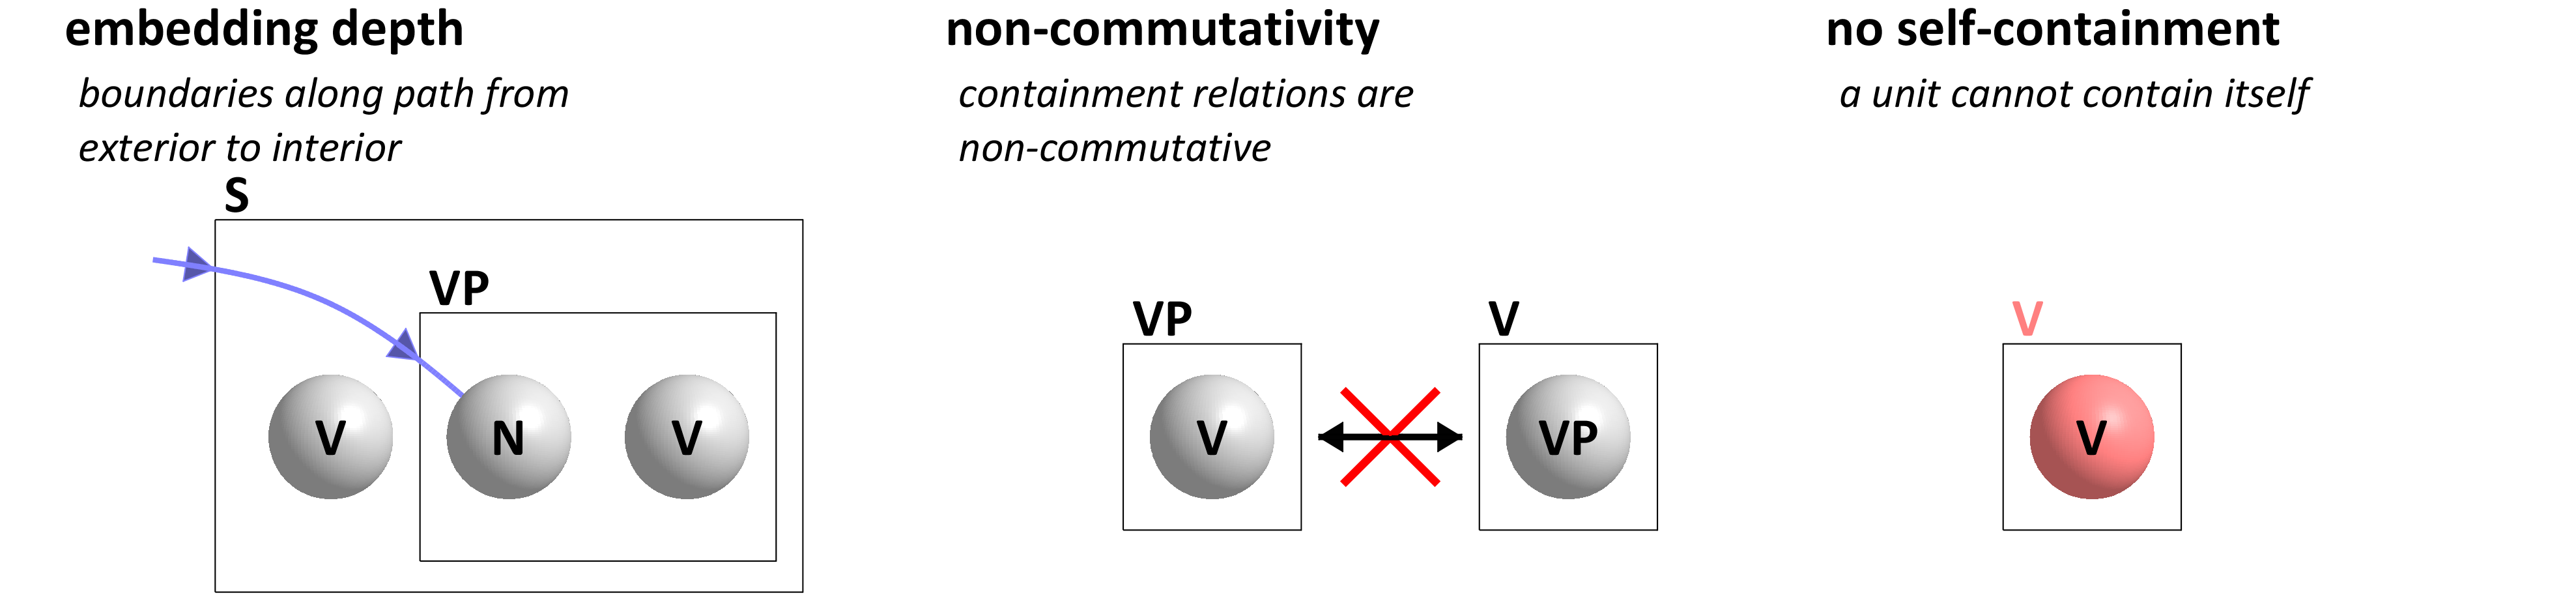 embedding depth
boundaries along path from
exterior to interior
S
VP
V
N
V
non-commutativity
containment relations are
non-commutative
VP
V
V
VP
no self-containment
a unit cannot contain itself
V
V